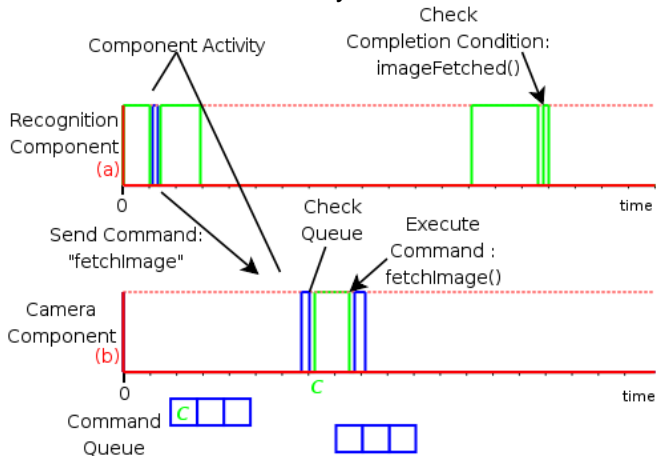 Check
Completion Condition:
imageFetched()
Component Activity
Recognition
Component
(a)
0
time
Send Command:
"fetchImage"
Check
Queue
Execute
Command :
fetchImage()
Camera
Component
(b)
0
C
time
Command
Queue
C